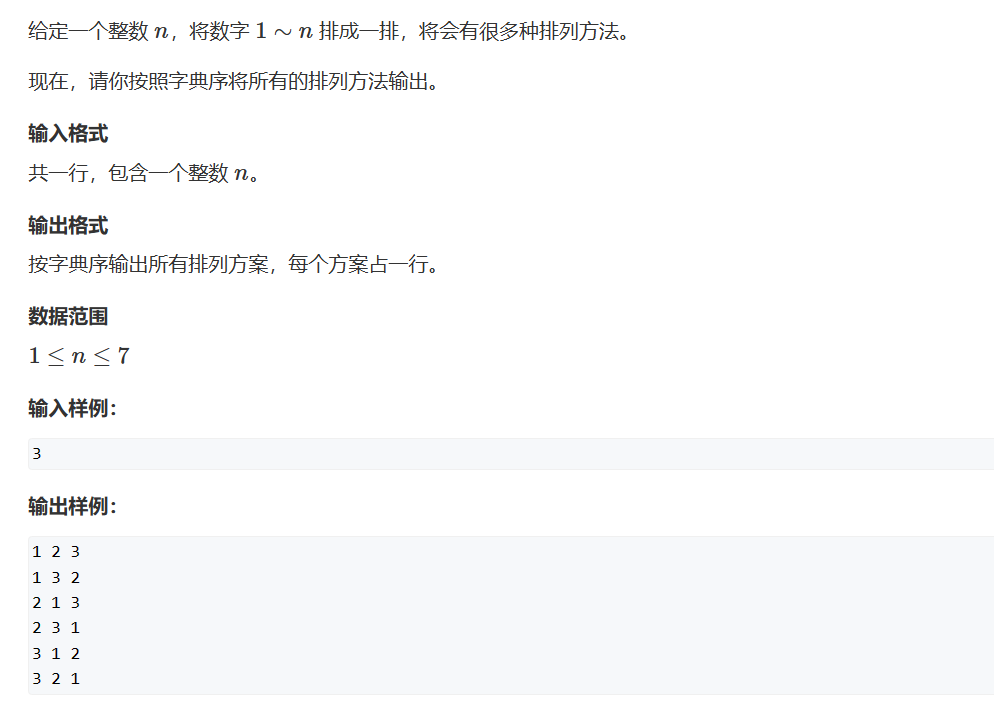 给定一个整数 n，将数字 1 ∼ n 排成一排，将会有很多种排列方法。
现在，请你按照字典序将所有的排列方法输出。
输入格式
共一行，包含一个整数 n。
输出格式
按字典序输出所有排列方案，每个方案占一行。
数据范围
1 ≤ n ≤ 7
输入样例：
3
输出样例：
1 2 3
1 3 2
2 1 3
2 3 1
3 1 2
3 2 1